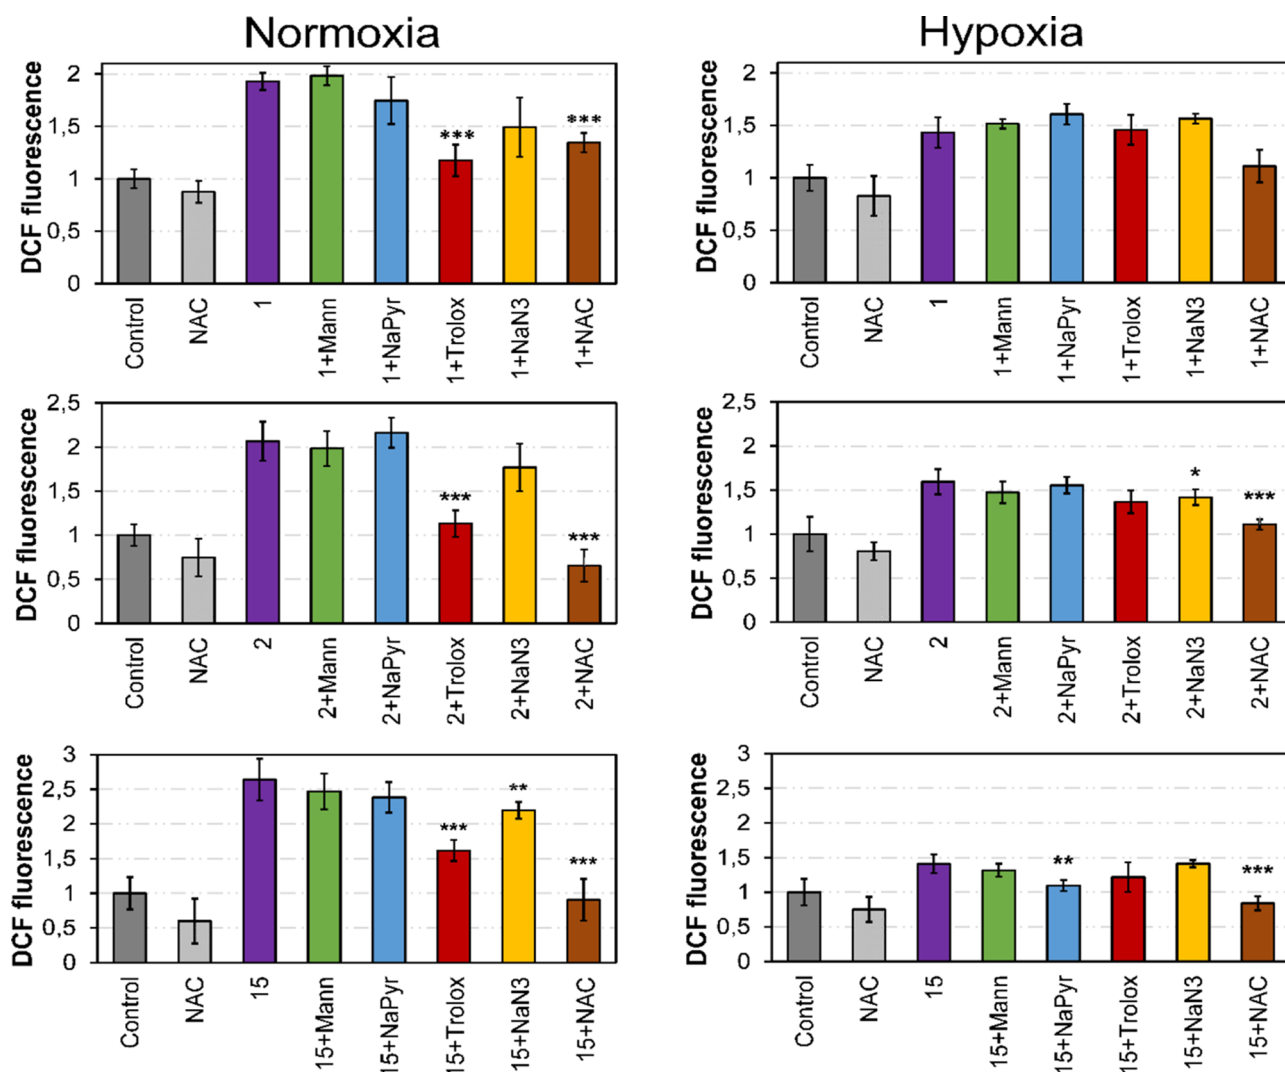 Normoxia
Hypoxia
DCF fluorescence
2
1.5
1
0,5
0
***
***
Control
NAC
1
1+Mann
1+NaPyr
1+Trolox
1+NaN3
1+NAC
DCF fluorescence
2
1.5
1
0,5
0
Control
NAC
1
1+Mann
1+NaPyr
1+Trolox
1+NaN3
1+NAC
DCF fluorescence
2,5
2
1.5
1
0,5
0
***
***
Control
NAC
2
2+Mann
2+NaPyr
2+Trolox
2+NaN3
2+NAC
DCF fluorescence
2,5
2
1.5
1
0,5
0
*
***
Control
NAC
2
2+Mann
2+NaPyr
2+Trolox
2+NaN3
2+NAC
DCF fluorescence
3
2,5
2
1,5
1
0,5
0
***
**
***
Control
NAC
15
15+Mann
15+NaPyr
15+Trolox
15+NaN3
15+NAC
DCF fluorescence
3
2,5
2
1,5
1
0,5
0
**
***
Control
NAC
15
15+Mann
15+NaPyr
15+Trolox
15+NaN3
15+NAC